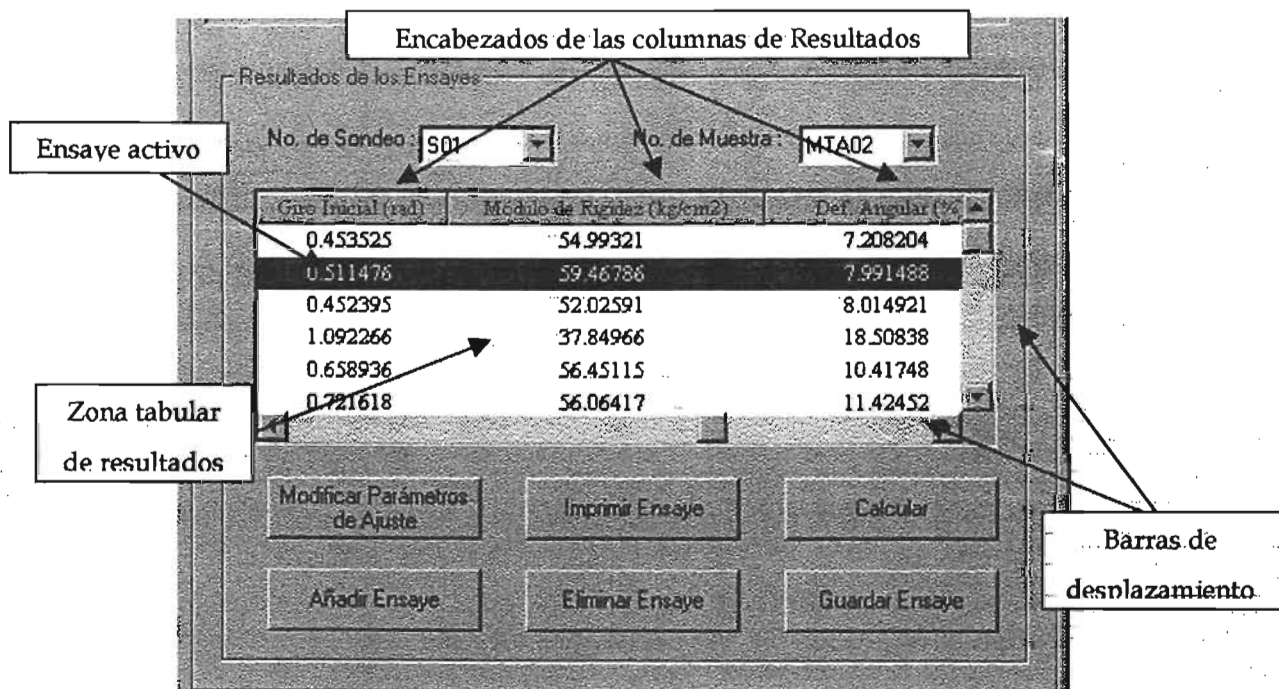 Encabezados de las columnas de Resultados
Resultados de los Ensayes
No. de Sondeo : S01 No. de Muestra : MTA02
Ensaye activo
Giro Inicial (rad) Módulo de Rigidez (kg/cm2) Def. Angular (%
0.453525 54.99321 7.208204
0.511476 59.46786 7.991488
0.452395 52.02591 8.014921
1.092266 37.84966 18.50838
0.658936 56.45115 10.41748
0.721618 56.06417 11.42452
Zona tabular
de resultados
Modificar Parámetros
de Ajuste
Imprimir Ensaye
Calcular
Barras de
desplazamiento
Añadir Ensaye
Eliminar Ensaye
Guardar Ensaye